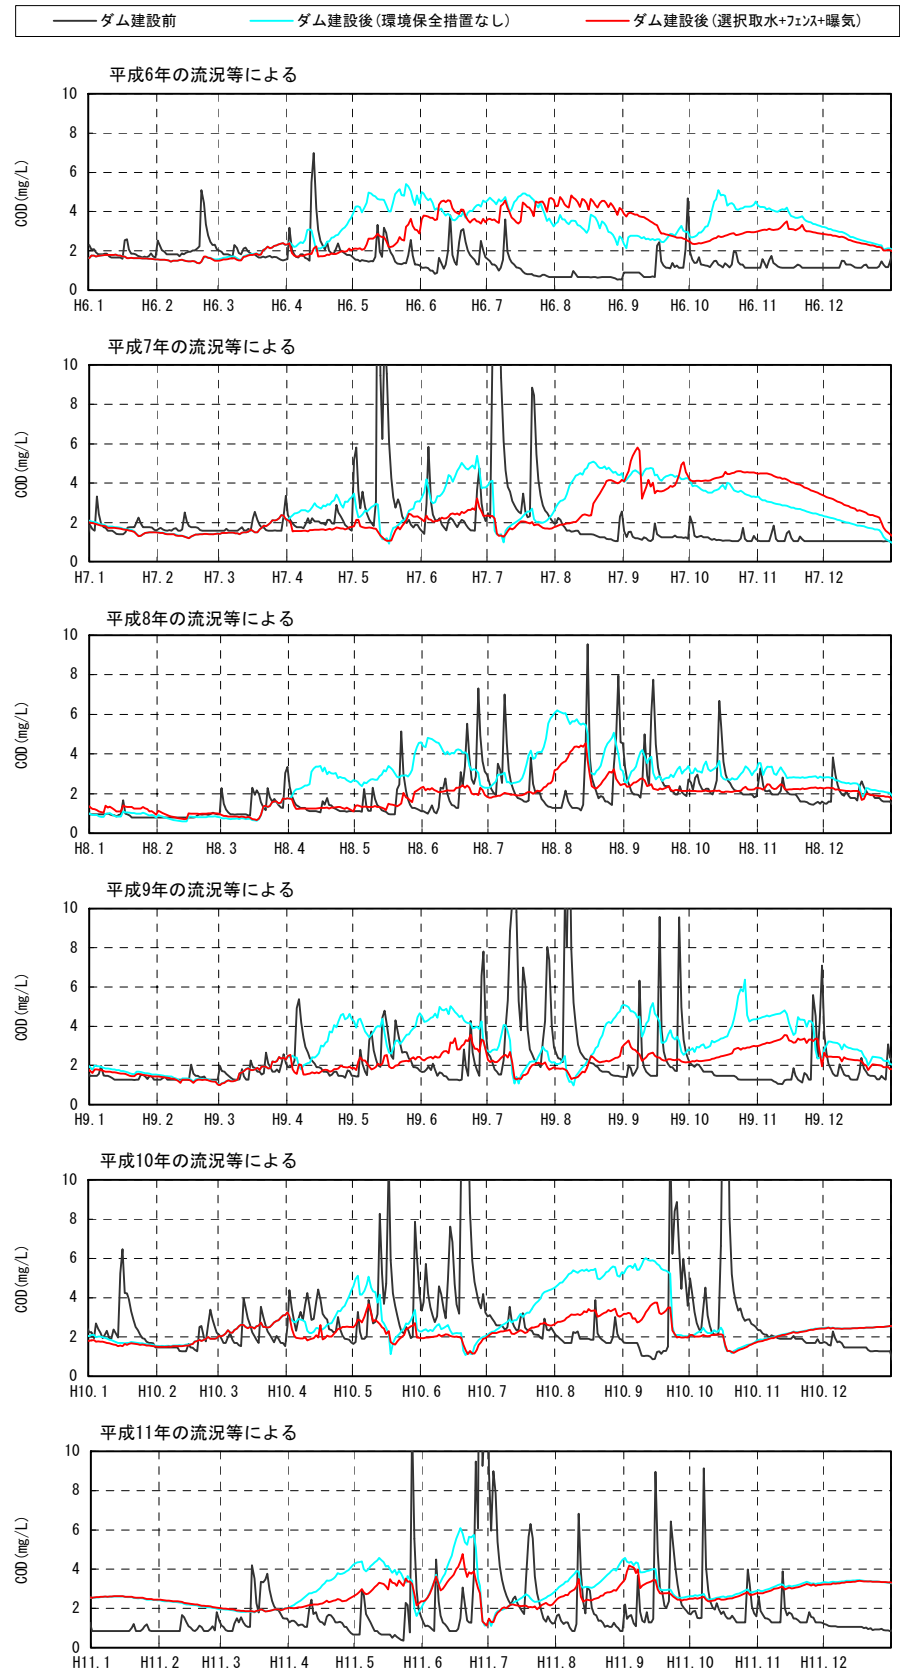 ダム建設前 ダム建設後(環境保全措置なし) ダム建設後(選択取水+フェンス+曝気)
平成6年の流況等による
COD(mg/L)
10
8
6
4
2
0
H6.1 H6.2 H6.3 H6.4 H6.5 H6.6 H6.7 H6.8 H6.9 H6.10 H6.11 H6.12
平成7年の流況等による
COD(mg/L)
10
8
6
4
2
0
H7.1 H7.2 H7.3 H7.4 H7.5 H7.6 H7.7 H7.8 H7.9 H7.10 H7.11 H7.12
平成8年の流況等による
COD(mg/L)
10
8
6
4
2
0
H8.1 H8.2 H8.3 H8.4 H8.5 H8.6 H8.7 H8.8 H8.9 H8.10 H8.11 H8.12
平成9年の流況等による
COD(mg/L)
10
8
6
4
2
0
H9.1 H9.2 H9.3 H9.4 H9.5 H9.6 H9.7 H9.8 H9.9 H9.10 H9.11 H9.12
平成10年の流況等による
COD(mg/L)
10
8
6
4
2
0
H10.1 H10.2 H10.3 H10.4 H10.5 H10.6 H10.7 H10.8 H10.9 H10.10 H10.11 H10.12
平成11年の流況等による
COD(mg/L)
10
8
6
4
2
0
H11.1 H11.2 H11.3 H11.4 H11.5 H11.6 H11.7 H11.8 H11.9 H11.10 H11.11 H11.12